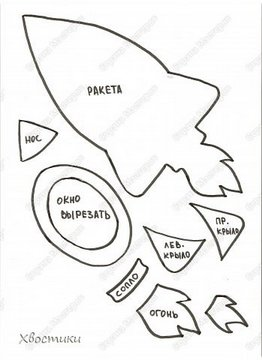 РАКЕТА
НОС
ОКНО
ВЫРЕЗАТЬ
ПР.
КРЫЛО
ЛЕВ.
КРЫЛО
СОПЛО
ОГОНЬ
Хвостики